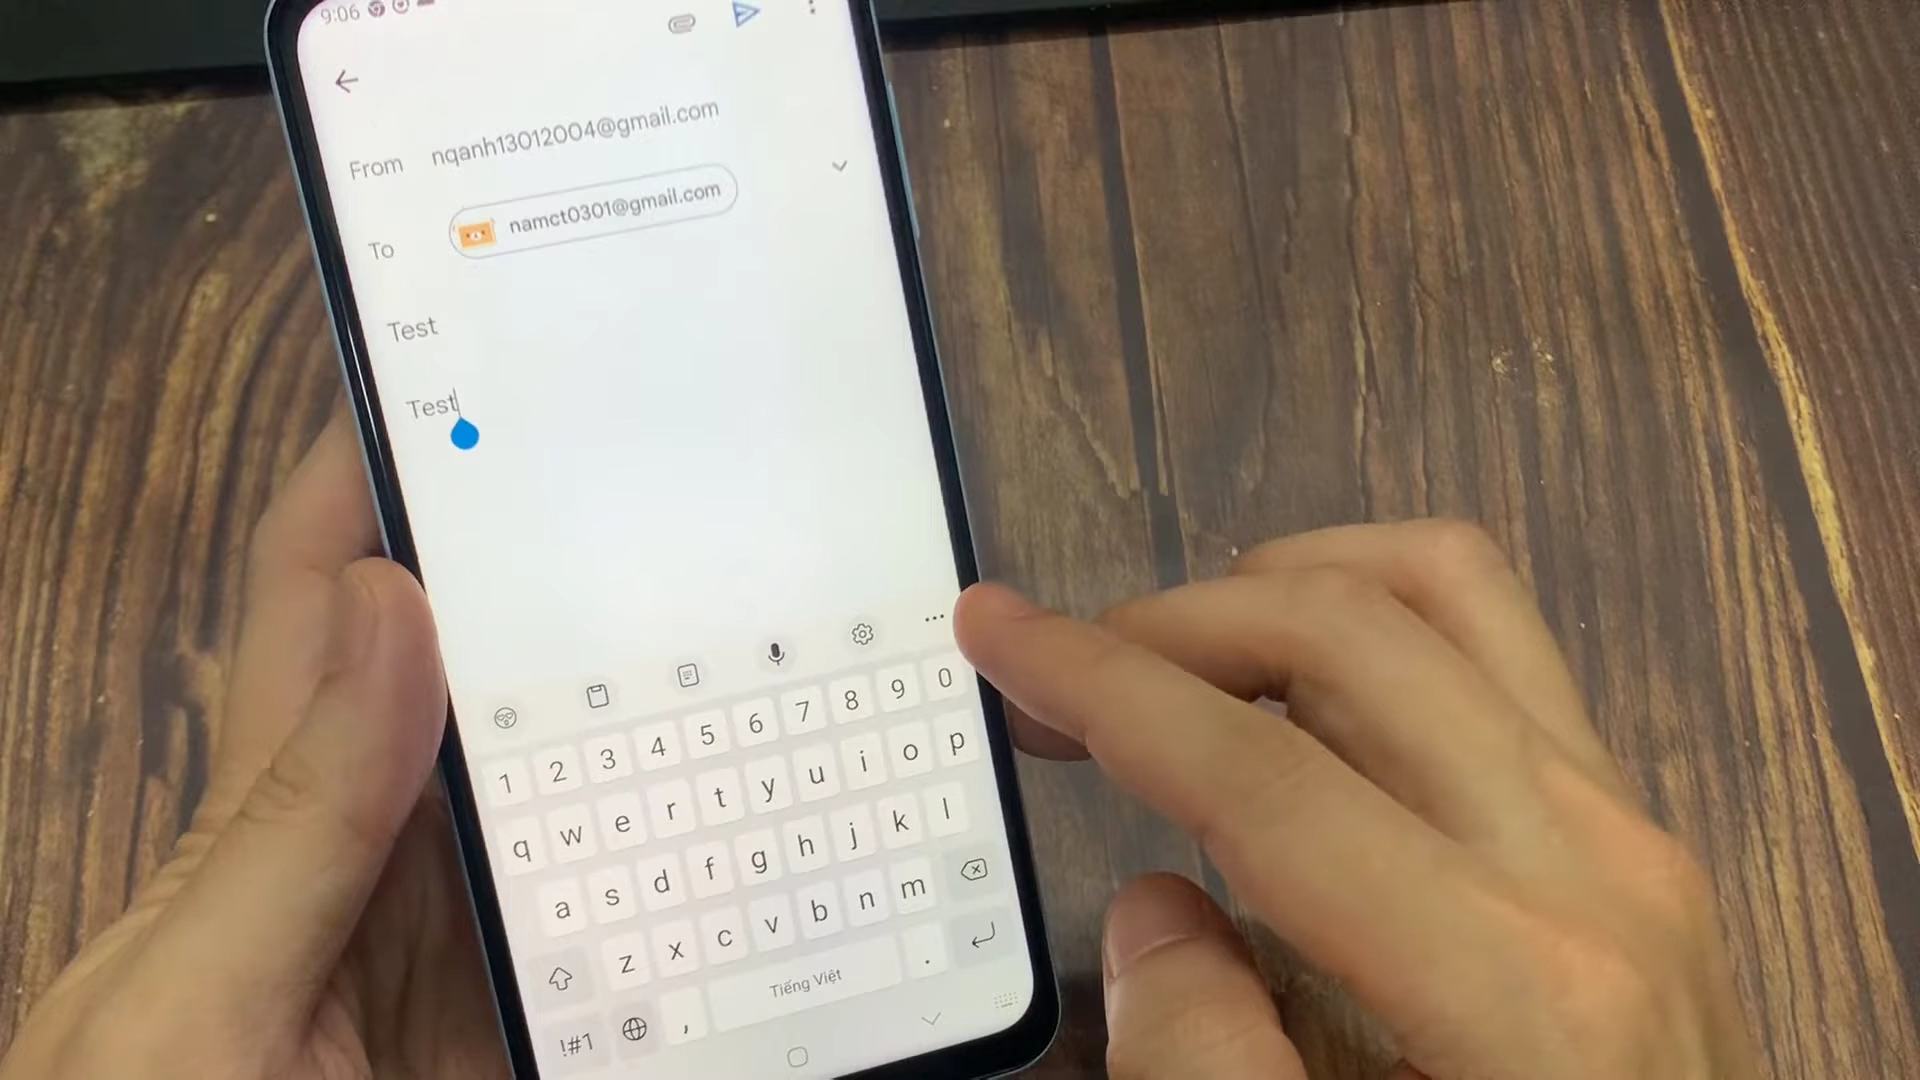 9:06
From nqanh13012004@gmail.com
To namct0301@gmail.com
Test
Test
1 2 3 4 5 6 7 8 9 0
q w e r t y u i o p
a s d f g h j k l
z x c v b n m
!#1 , Tiếng Việt .